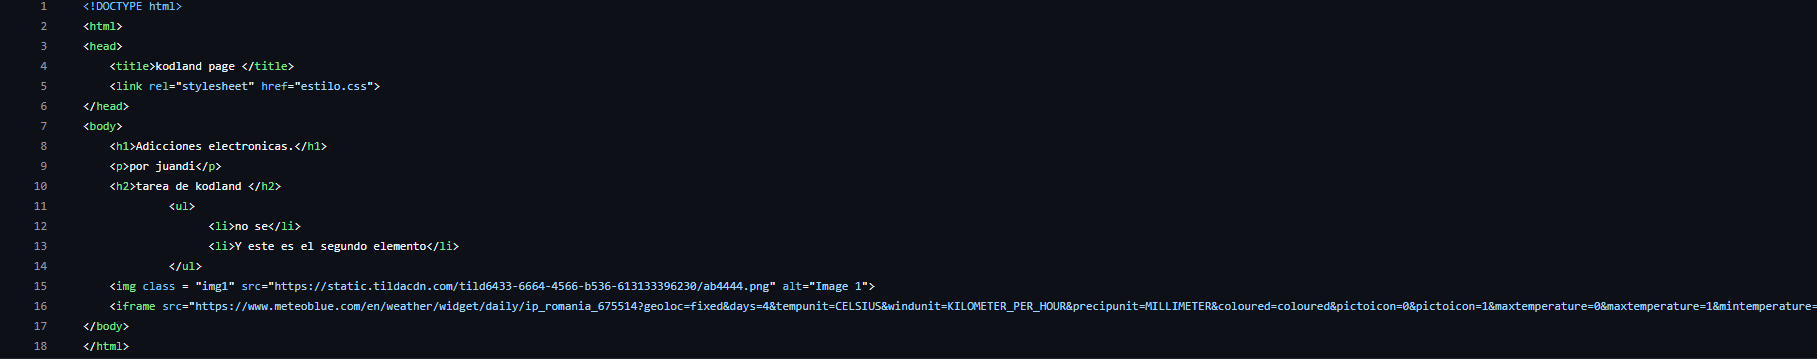 1 <!DOCTYPE html>
2 <html>
3 <head>
4 <title>kodland page </title>
5 <link rel="stylesheet" href="estilo.css">
6 </head>
7 <body>
8 <h1>Adicciones electronicas.</h1>
9 <p>por juandi</p>
10 <h2>tarea de kodland </h2>
11 <ul>
12 <li>no se</li>
13 <li>Y este es el segundo elemento</li>
14 </ul>
15 <img class = "img1" src="https://static.tildacdn.com/tild6433-6664-4566-b536-613133396230/ab4444.png" alt="Image 1">
16 <iframe src="https://www.meteoblue.com/en/weather/widget/daily/ip_romania_675514?geoloc=fixed&days=4&tempunit=CELSIUS&windunit=KILOMETER_PER_HOUR&precipunit=MILLIMETER&coloured=coloured&pictoicon=0&pictoicon=1&maxtemperature=0&maxtemperature=1&mintemperature=
17 </body>
18 </html>